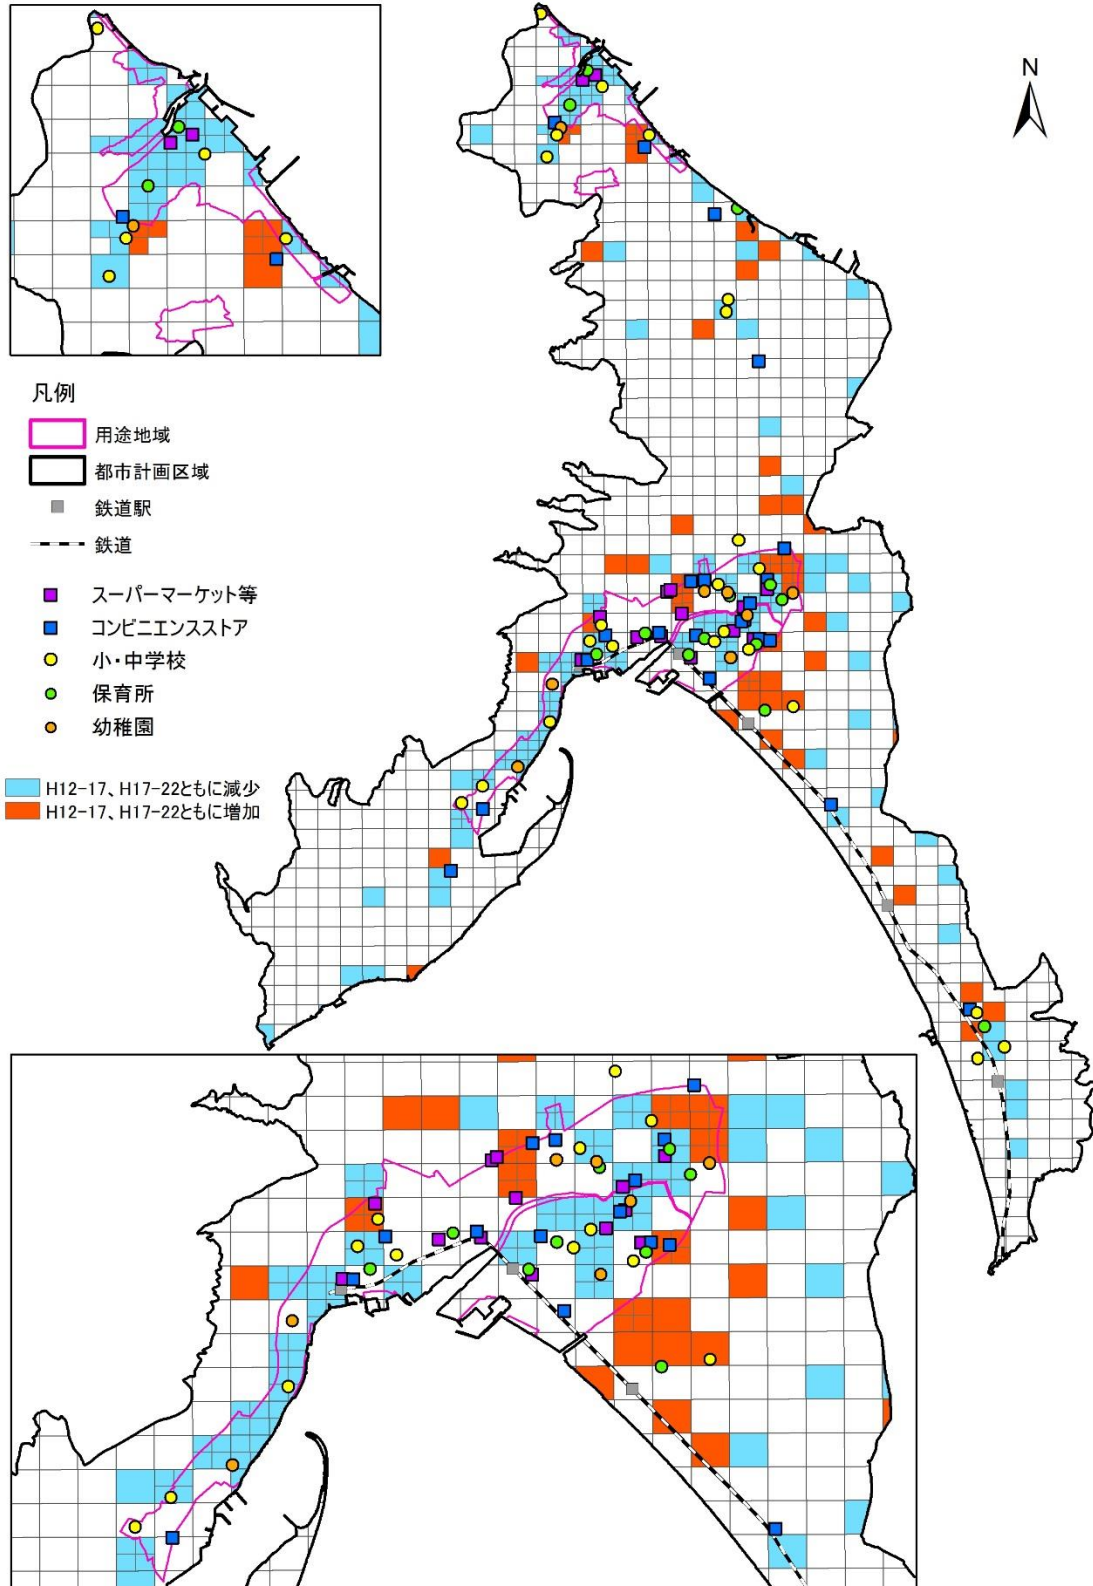 N
凡例
用途地域
都市計画区域
鉄道駅
鉄道
スーパーマーケット等
コンビニエンスストア
小・中学校
保育所
幼稚園
H12-17、H17-22ともに減少
H12-17、H17-22ともに増加